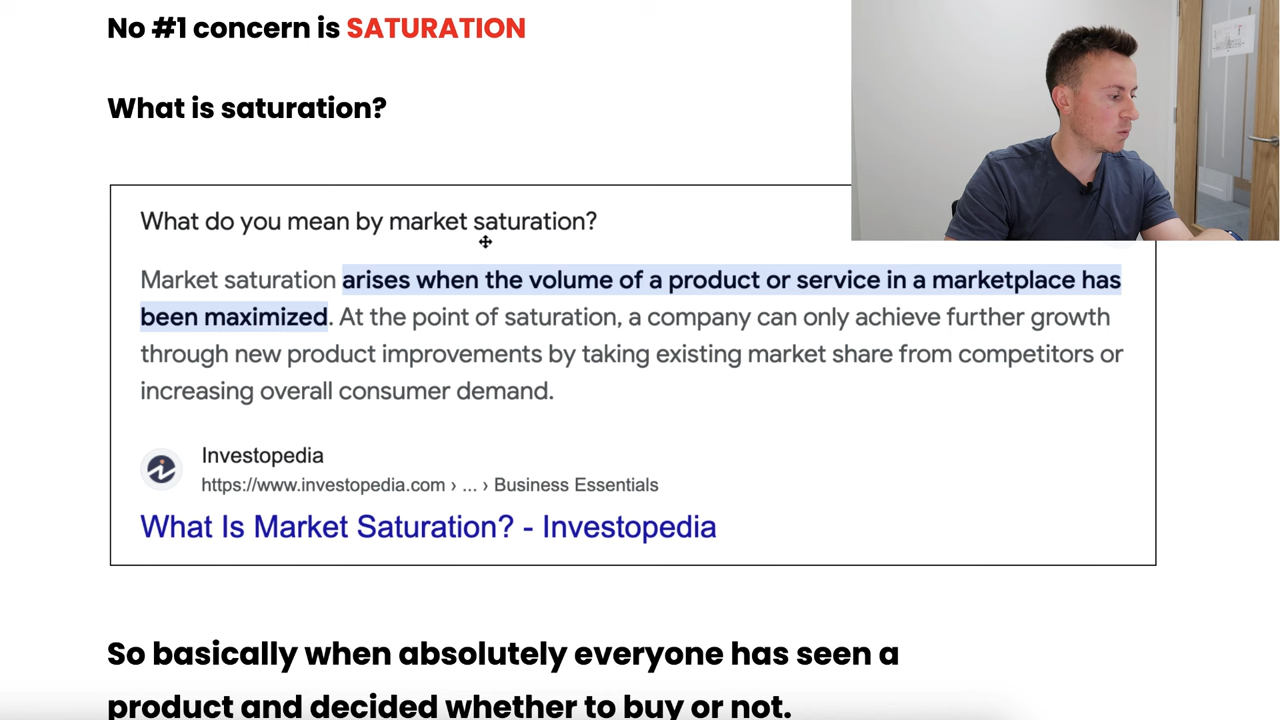 No #1 concern is SATURATION
What is saturation?
What do you mean by market saturation?
Market saturation arises when the volume of a product or service in a marketplace has
been maximized. At the point of saturation, a company can only achieve further growth
through new product improvements by taking existing market share from competitors or
increasing overall consumer demand.
Investopedia
https://www.investopedia.com › ... › Business Essentials
What Is Market Saturation? - Investopedia
So basically when absolutely everyone has seen a
product and decided whether to buy or not.